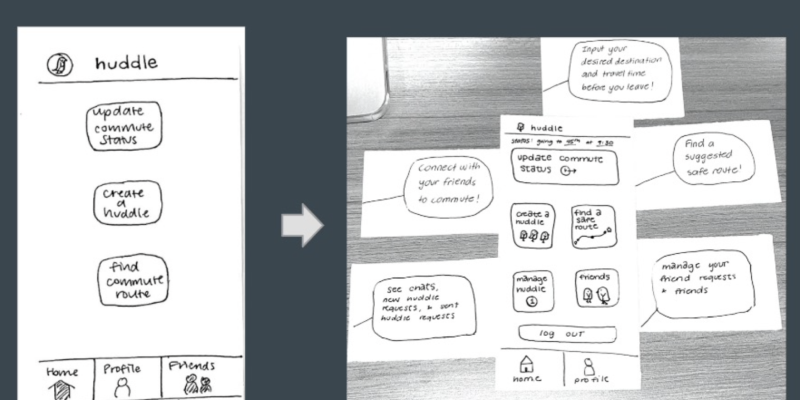 huddle
update
commute
status
create
a
huddle
find
commute
route
Home
Profile
Friends
Input your
desired destination
and travel time
before you leave!
Connect with
your friends
to commute!
Find a
suggested
safe route!
see chats,
new huddle
requests, & sent
huddle requests
manage your
friend requests
+ friends
huddle
status: going to 45th at 9:30
update commute
status
create a
huddle
find a
safe
route
manage
huddle
friends
log out
home
profile